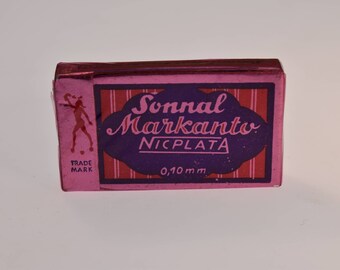 Sonnal
Markanto
NICPLATA
0,10 mm
TRADE
MARK